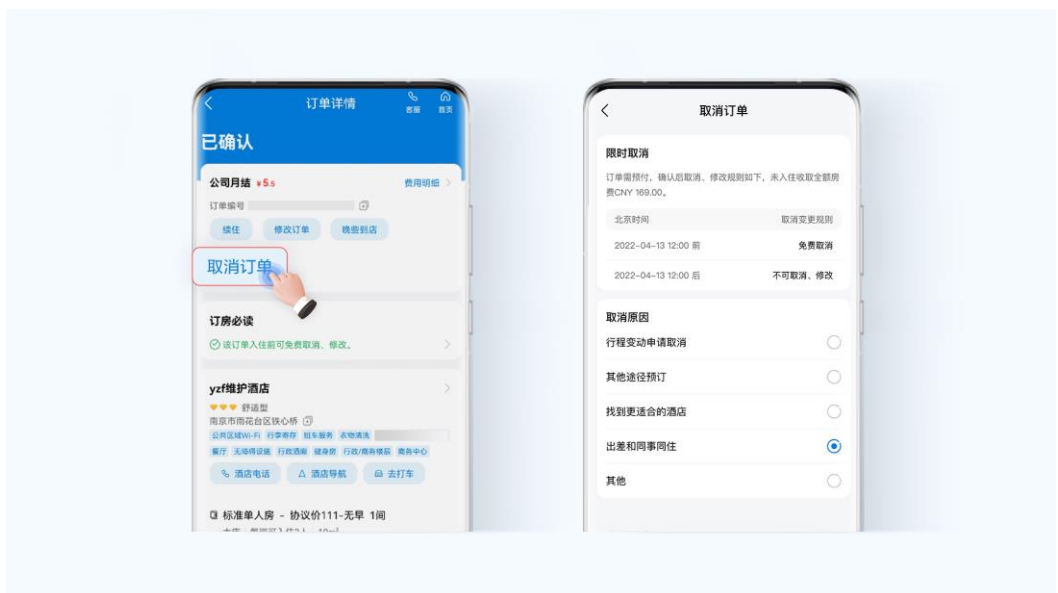 订单详情
客服
首页
已确认
公司月结 ¥5.5
费用明细
订单编号
续住
修改订单
晚些到店
取消订单
订房必读
该订单入住前可免费取消、修改。
yzf维护酒店
舒适型
南京市雨花台区铁心桥
公共区域Wi-Fi 行李寄存 租车服务 衣物清洗
餐厅 无障碍设施 行政酒廊 健身房 行政/商务楼层 商务中心
酒店电话
酒店导航
去打车
标准单人房 - 协议价111-无早 1间
取消订单
限时取消
订单需预付，确认后取消、修改规则如下，未入住收取全额房
费CNY 169.00。
北京时间 取消变更规则
2022-04-13 12:00 前 免费取消
2022-04-13 12:00 后 不可取消、修改
取消原因
行程变动申请取消
其他途径预订
找到更适合的酒店
出差和同事同住
其他